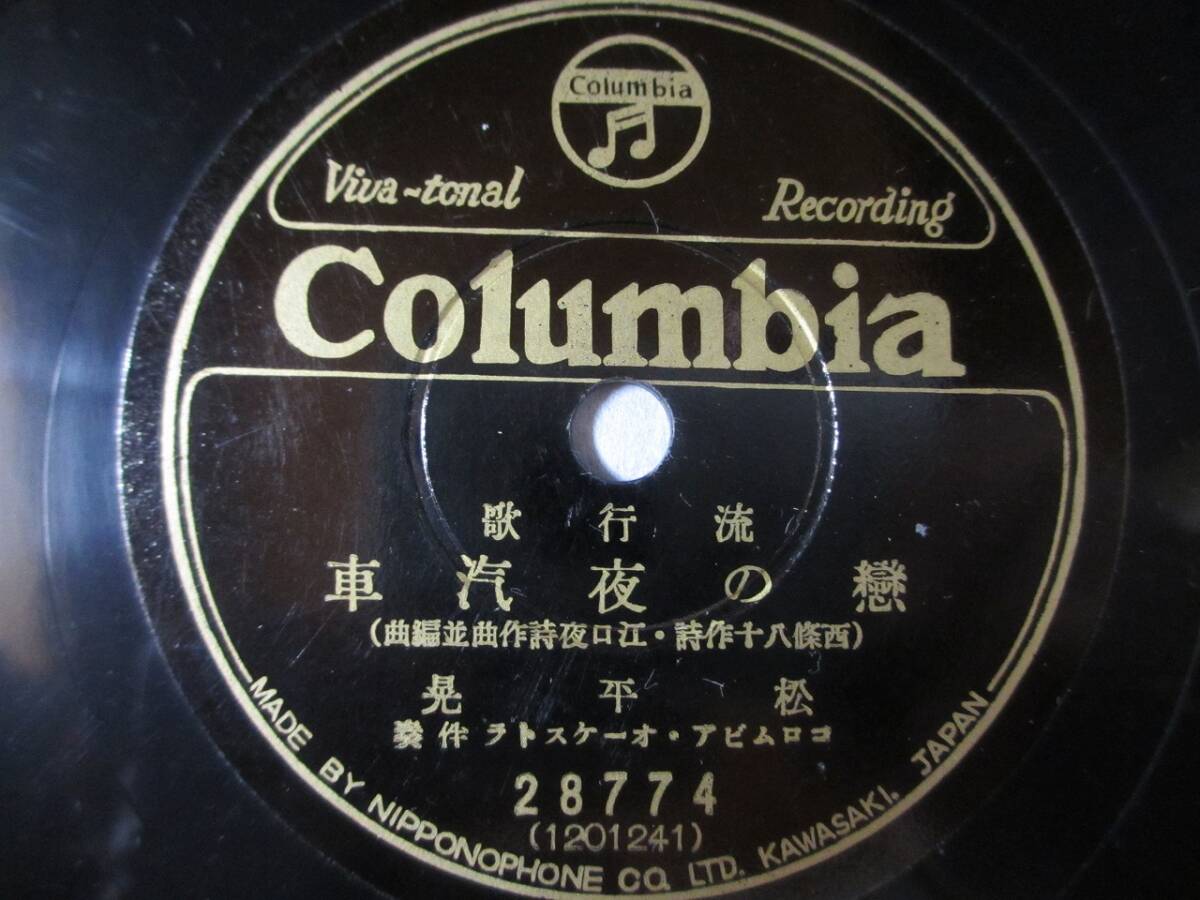 Columbia
Viva-tonal Recording
Columbia
流行歌
戀の夜汽車
(西條八十作詩・江口夜詩作曲並編曲)
松平晃
コロムビア・オーケストラ伴奏
28774
(1201241)
MADE BY NIPPONOPHONE CO. LTD. KAWASAKI. JAPAN